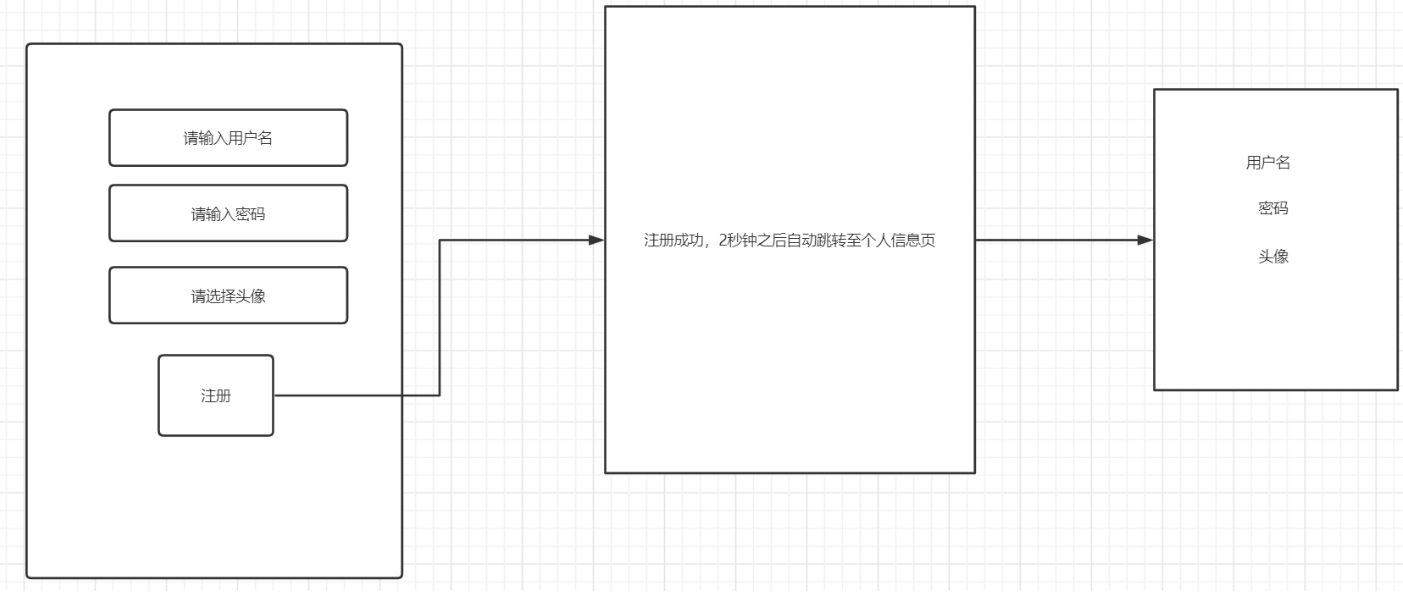 请输入用户名
请输入密码
请选择头像
注册
注册成功，2秒钟之后自动跳转至个人信息页
用户名
密码
头像